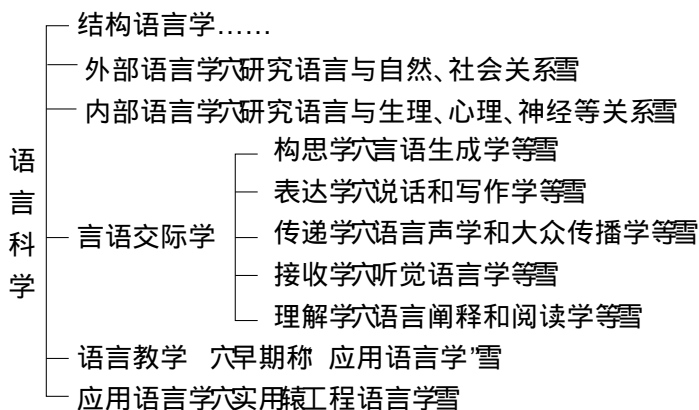 结构语言学……
外部语言学穴研究语言与自然、社会关系雪
内部语言学穴研究语言与生理、心理、神经等关系雪
语言科学
言语交际学
构思学穴言语生成学等雪
表达学穴说话和写作学等雪
传递学穴语言声学和大众传播学等雪
接收学穴听觉语言学等雪
理解学穴语言阐释和阅读学等雪
语言教学 穴早期称“应用语言学”雪
应用语言学穴实用辕工程语言学雪